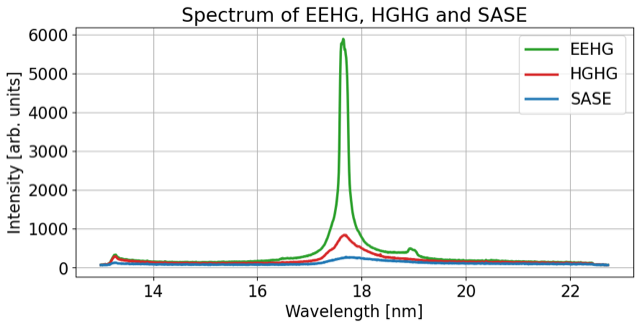 Spectrum of EEHG, HGHG and SASE
Intensity [arb. units]
6000
5000
4000
3000
2000
1000
0
EEHG
HGHG
SASE
14 16 18 20 22
Wavelength [nm]